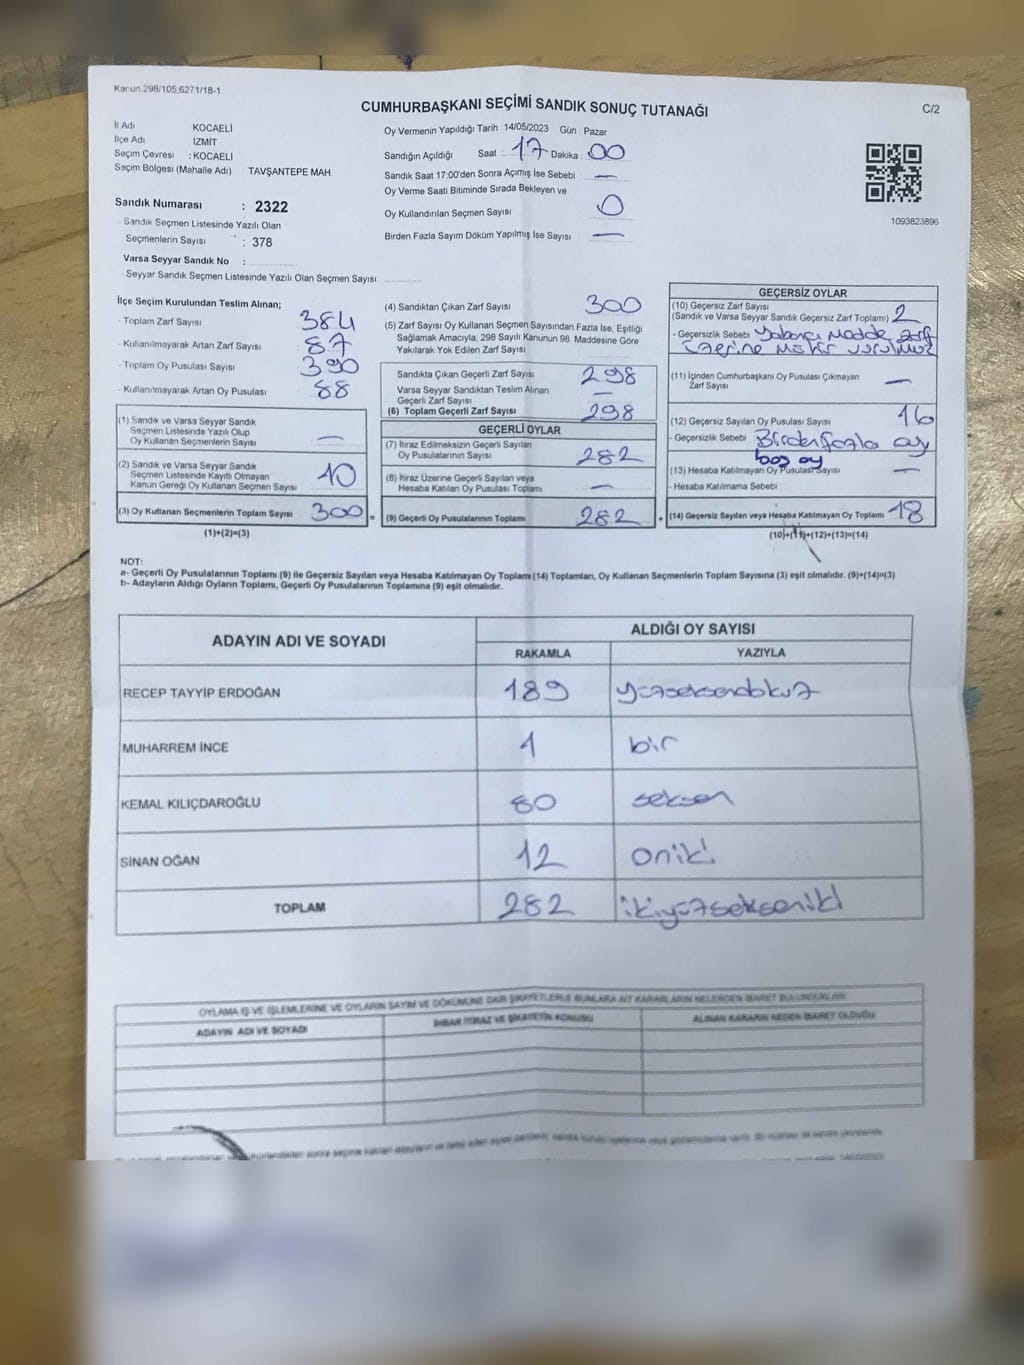 Kanun 298/105,6271/18-1
CUMHURBAŞKANI SEÇİMİ SANDIK SONUÇ TUTANAĞI
C/2
İl Adı KOCAELİ
İlçe Adı İZMİT
Seçim Çevresi : KOCAELİ
Seçim Bölgesi (Mahalle Adı) : TAVŞANTEPE MAH.
Sandık Numarası : 2322
- Sandık Seçmen Listesinde Yazılı Olan
Seçmenlerin Sayısı : 378
Varsa Seyyar Sandık No :
- Seyyar Sandık Seçmen Listesinde Yazılı Olan Seçmen Sayısı:
Oy Vermenin Yapıldığı Tarih : 14/05/2023 Gün : Pazar
Sandığın Açıldığı Saat : 17 Dakika : 00
Sandık Saat 17:00'den Sonra Açımış İse Sebebi : —
Oy Verme Saati Bitiminde Sırada Bekleyen ve
Oy Kullandırılan Seçmen Sayısı 0
Birden Fazla Sayım Döküm Yapılmış İse Sayısı —
1093823896
İlçe Seçim Kurulundan Teslim Alınan;
- Toplam Zarf Sayısı 384
- Kullanılmayarak Artan Zarf Sayısı 87
- Toplam Oy Pusulası Sayısı 390
- Kullanılmayarak Artan Oy Pusulası 88
(1) Sandık ve Varsa Seyyar Sandık
Seçmen Listesinde Yazılı Olup
Oy Kullanan Seçmenlerin Sayısı —
(2) Sandık ve Varsa Seyyar Sandık
Seçmen Listesinde Kayıtlı Olmayan
Kanun Gereği Oy Kullanan Seçmen Sayısı 10
(3) Oy Kullanan Seçmenlerin Toplam Sayısı 300 =
(1)+(2)=(3)
(4) Sandıktan Çıkan Zarf Sayısı 300
(5) Zarf Sayısı Oy Kullanan Seçmen Sayısından Fazla İse, Eşitliği
Sağlamak Amacıyla, 298 Sayılı Kanunun 98. Maddesine Göre
Yakılarak Yok Edilen Zarf Sayısı
Sandıkta Çıkan Geçerli Zarf Sayısı 298
Varsa Seyyar Sandıktan Teslim Alınan
Geçerli Zarf Sayısı —
(6) Toplam Geçerli Zarf Sayısı 298
GEÇERLİ OYLAR
(7) İtiraz Edilmeksizin Geçerli Sayılan
Oy Pusulalarının Sayısı 282
(8) İtiraz Üzerine Geçerli Sayılan veya
Hesaba Katılan Oy Pusulası Toplamı —
(9) Geçerli Oy Pusulalarının Toplamı 282 +
GEÇERSİZ OYLAR
(10) Geçersiz Zarf Sayısı
(Sandık ve Varsa Seyyar Sandık Geçersiz Zarf Toplamı) 2
- Geçersizlik Sebebi Yabancı Madde zarf
üzerine mühür vurulmuş
(11) İçinden Cumhurbaşkanı Oy Pusulası Çıkmayan
Zarf Sayısı —
(12) Geçersiz Sayılan Oy Pusulası Sayısı 16
- Geçersizlik Sebebi Birden fazla oy
boş oy
(13) Hesaba Katılmayan Oy Pusulası Sayısı —
- Hesaba Katılmama Sebebi
(14) Geçersiz Sayılan veya Hesaba Katılmayan Oy Toplamı 18
(10)+(11)+(12)+(13)=(14)
NOT:
a- Geçerli Oy Pusulalarının Toplamı (9) ile Geçersiz Sayılan veya Hesaba Katılmayan Oy Toplam (14) Toplamları, Oy Kullanan Seçmenlerin Toplam Sayısına (3) eşit olmalıdır. (9)+(14)=(3)
b- Adayların Aldığı Oyların Toplamı, Geçerli Oy Pusulalarının Toplamına (9) eşit olmalıdır.
ADAYIN ADI VE SOYADI ALDIĞI OY SAYISI
RAKAMLA YAZIYLA
RECEP TAYYİP ERDOĞAN 189 yüzseksendokuz
MUHARREM İNCE 1 bir
KEMAL KILIÇDAROĞLU 80 seksen
SİNAN OĞAN 12 oniki
TOPLAM 282 ikiyüzsekseniki
OYLAMA İŞ VE İŞLEMLERİNE VE OYLARIN SAYIM VE DÖKÜMÜNE DAİR ŞİKAYETLERLE BUNLARA AİT KARARLARIN NELERDEN İBARET BULUNDUKLARI
ADAYIN ADI VE SOYADI İHBAR İTİRAZ VE ŞİKAYETİN KONUSU ALINAN KARARIN NEDEN İBARET OLDUĞU